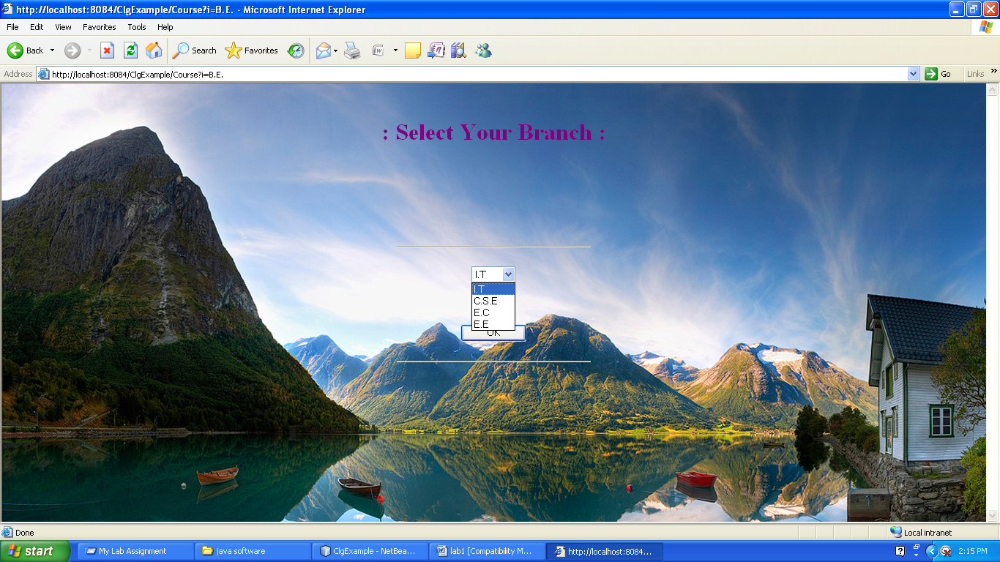 http://localhost:8084/ClgExample/Course?i=B.E. - Microsoft Internet Explorer
File Edit View Favorites Tools Help
Back Search Favorites
Address http://localhost:8084/ClgExample/Course?i=B.E. Go Links »
: Select Your Branch :
I.T
I.T
C.S.E
E.C
E.E
OK
Done Local intranet
start My Lab Assignment java software ClgExample - NetBea... lab1 [Compatibility M... http://localhost:8084... 2:15 PM